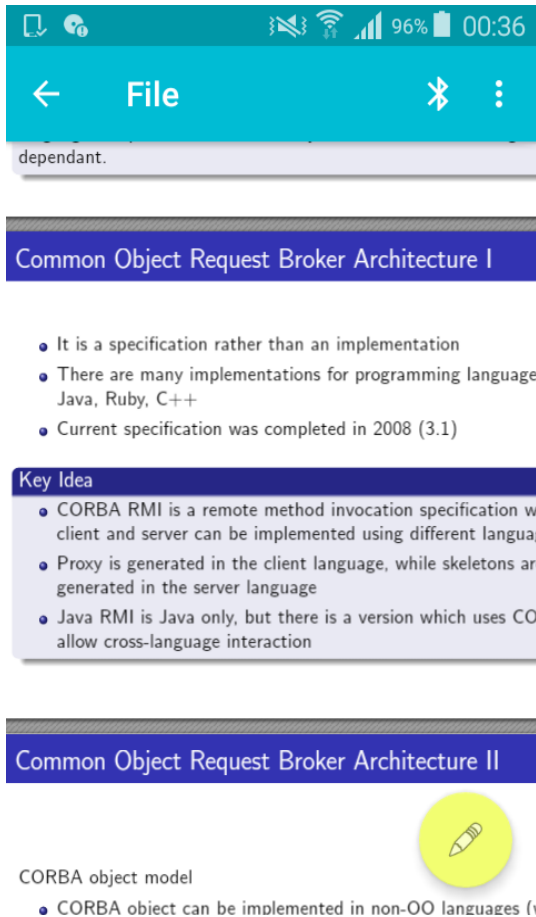 96% 00:36
File
dependant.
Common Object Request Broker Architecture I
It is a specification rather than an implementation
There are many implementations for programming language
Java, Ruby, C++
Current specification was completed in 2008 (3.1)
Key Idea
CORBA RMI is a remote method invocation specification w
client and server can be implemented using different langua
Proxy is generated in the client language, while skeletons ar
generated in the server language
Java RMI is Java only, but there is a version which uses CO
allow cross-language interaction
Common Object Request Broker Architecture II
CORBA object model
CORBA object can be implemented in non-OO languages (